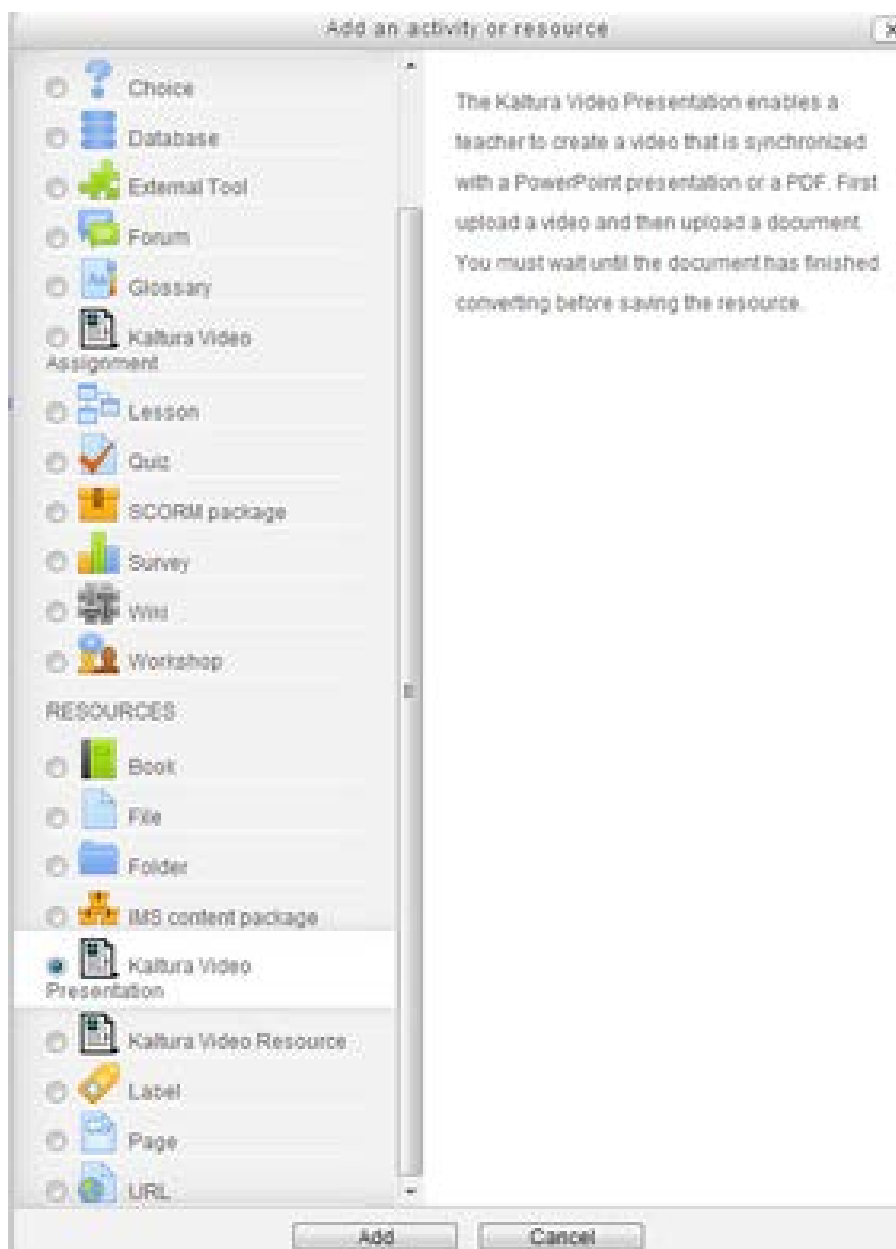 Add an activity or resource
x
Choice
Database
External Tool
Forum
Glossary
Kaltura Video
Assignment
Lesson
Quiz
SCORM package
Survey
Wiki
Workshop
RESOURCES
Book
File
Folder
IMS content package
Kaltura Video
Presentation
Kaltura Video Resource
Label
Page
URL
The Kaltura Video Presentation enables a
teacher to create a video that is synchronized
with a PowerPoint presentation or a PDF. First
upload a video and then upload a document.
You must wait until the document has finished
converting before saving the resource.
Add
Cancel